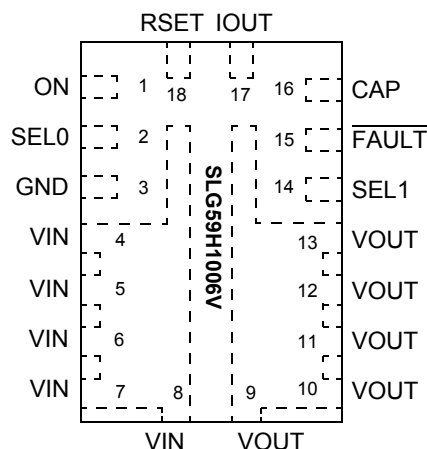 RSET IOUT
ON 1 18 17 16 CAP
SEL0 2 15 FAULT
GND 3 14 SEL1
SLG59H1006V
VIN 4 13 VOUT
VIN 5 12 VOUT
VIN 6 11 VOUT
VIN 7 8 9 10 VOUT
VIN VOUT